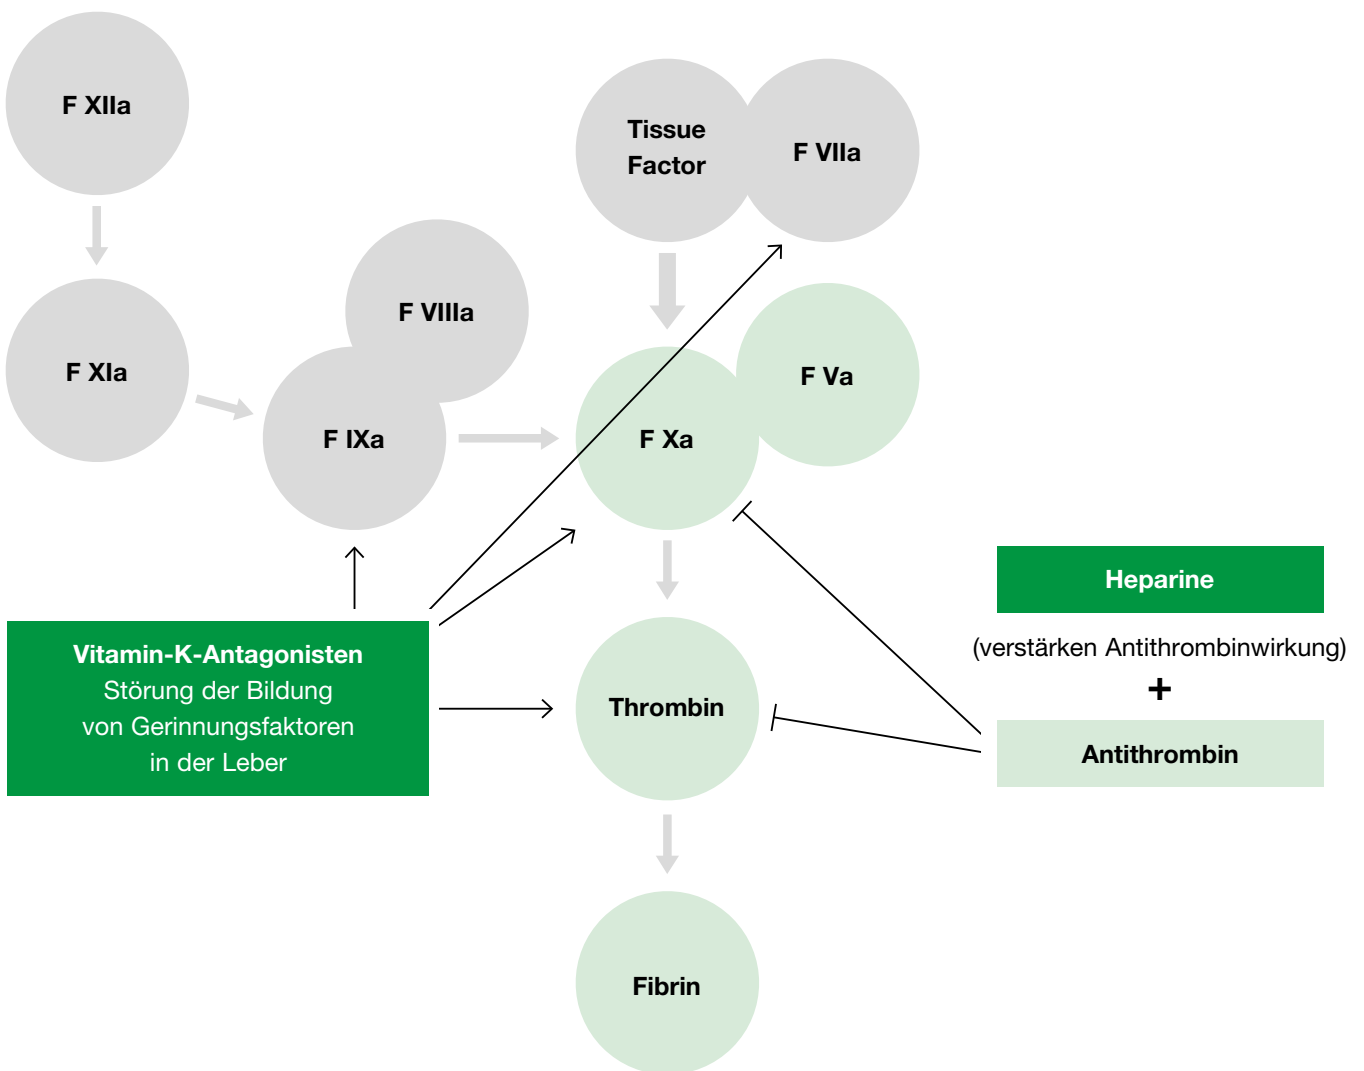 F XIIa
Tissue
Factor
F VIIa
F VIIIa
F XIa
F Va
F IXa
F Xa
Heparine
(verstärken Antithrombinwirkung)
+
Antithrombin
Vitamin-K-Antagonisten
Störung der Bildung
von Gerinnungsfaktoren
in der Leber
Thrombin
Fibrin